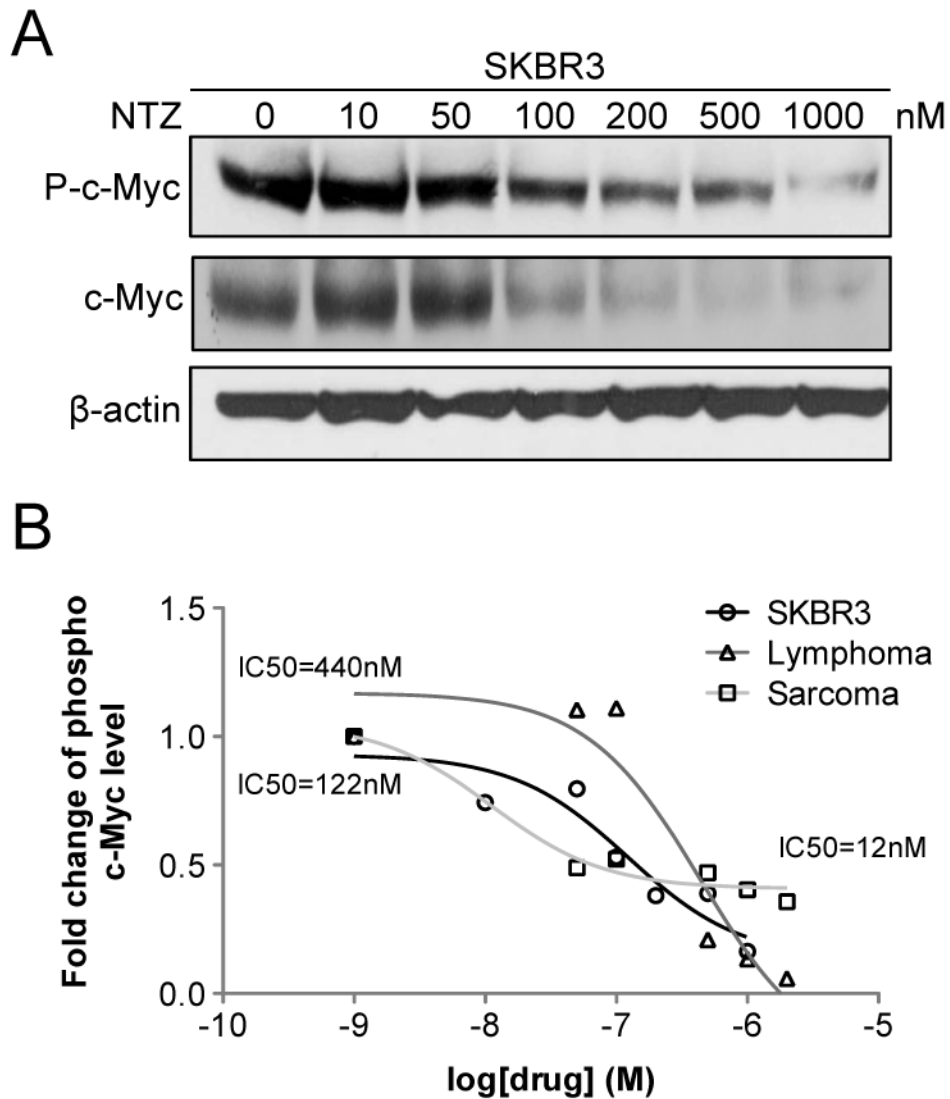 A
SKBR3
NTZ 0 10 50 100 200 500 1000 nM
P-c-Myc
c-Myc
β-actin
B
Fold change of phospho
c-Myc level
1.5
1.0
0.5
0.0
IC50=440nM
IC50=122nM
IC50=12nM
SKBR3
Lymphoma
Sarcoma
-10 -9 -8 -7 -6 -5
log[drug] (M)